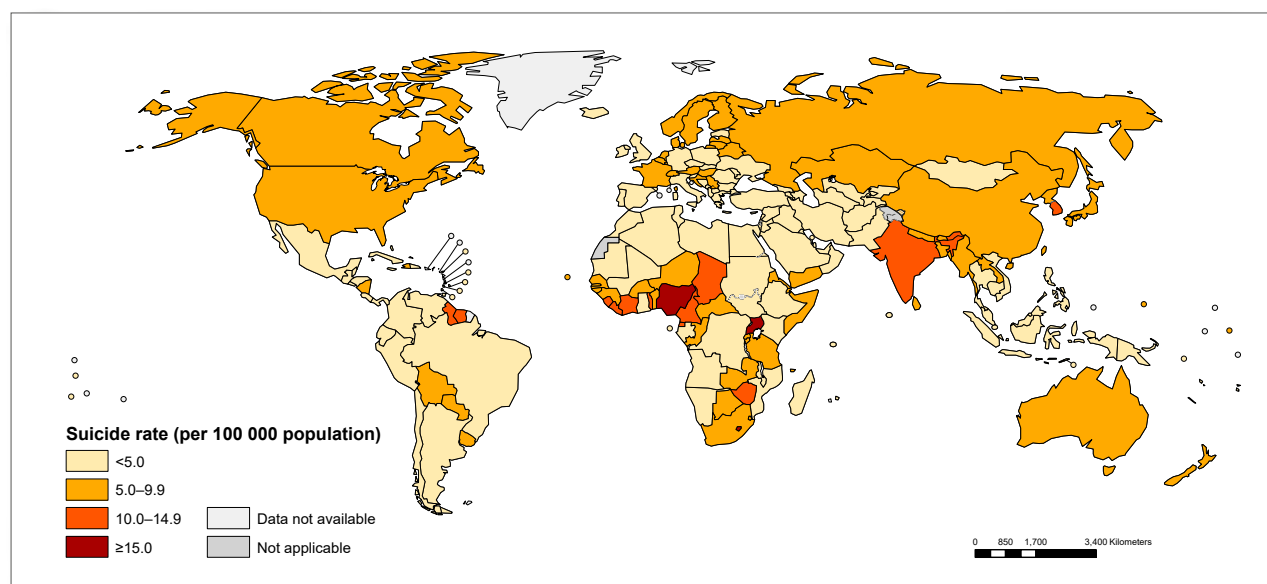 Suicide rate (per 100 000 population)
<5.0
5.0–9.9
10.0–14.9
≥15.0
Data not available
Not applicable
0 850 1,700 3,400 Kilometers